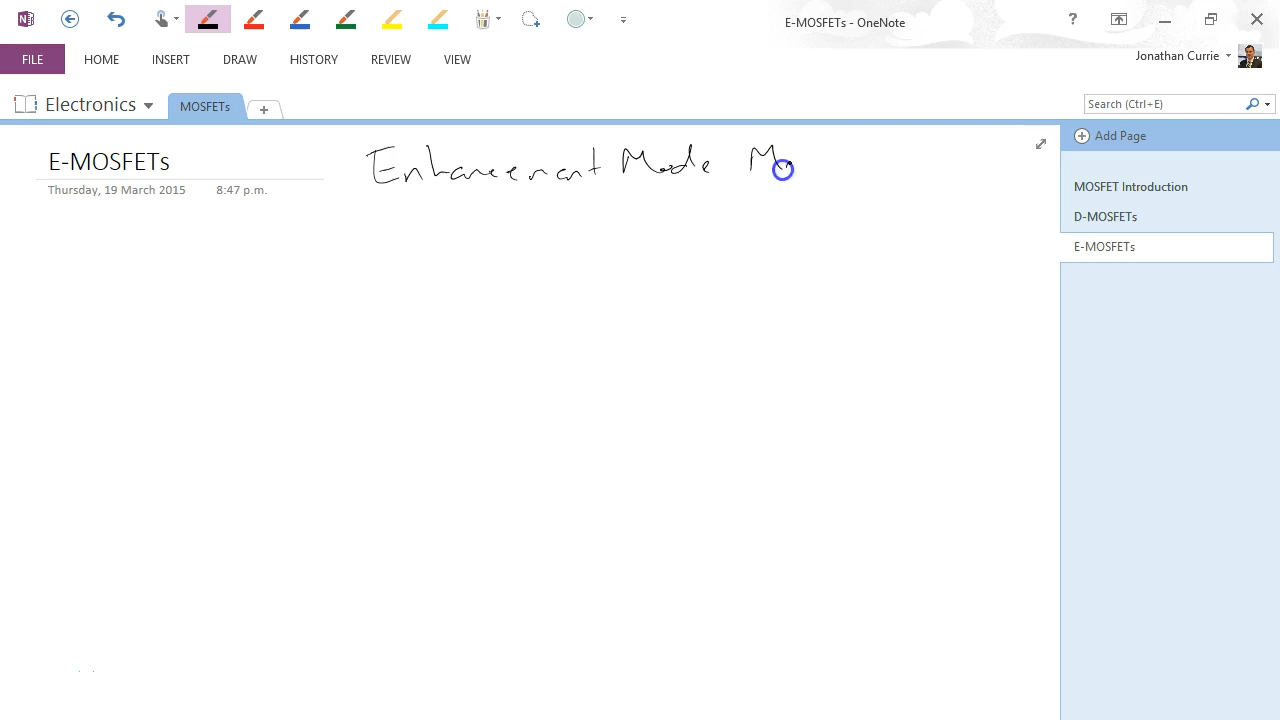 E-MOSFETs - OneNote
?
Jonathan Currie
FILE HOME INSERT DRAW HISTORY REVIEW VIEW
Electronics MOSFETs +
Search (Ctrl+E)
Add Page
E-MOSFETs
Thursday, 19 March 2015 8:47 p.m.
Enhancement Mode
MOSFET Introduction
D-MOSFETs
E-MOSFETs